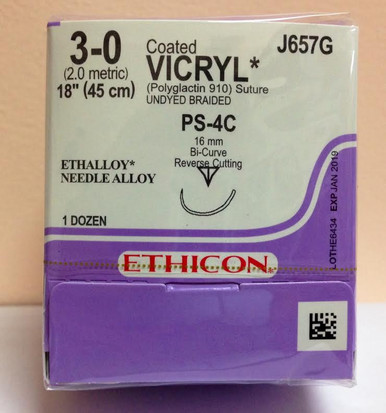 3-0
(2.0 metric)
18" (45 cm)
Coated
VICRYL*
(Polyglactin 910) Suture
UNDYED BRAIDED
J657G
PS-4C
16 mm
Bi-Curve
Reverse Cutting
ETHALLOY*
NEEDLE ALLOY
1 DOZEN
LOTHE6434 EXP JAN 2019
ETHICON